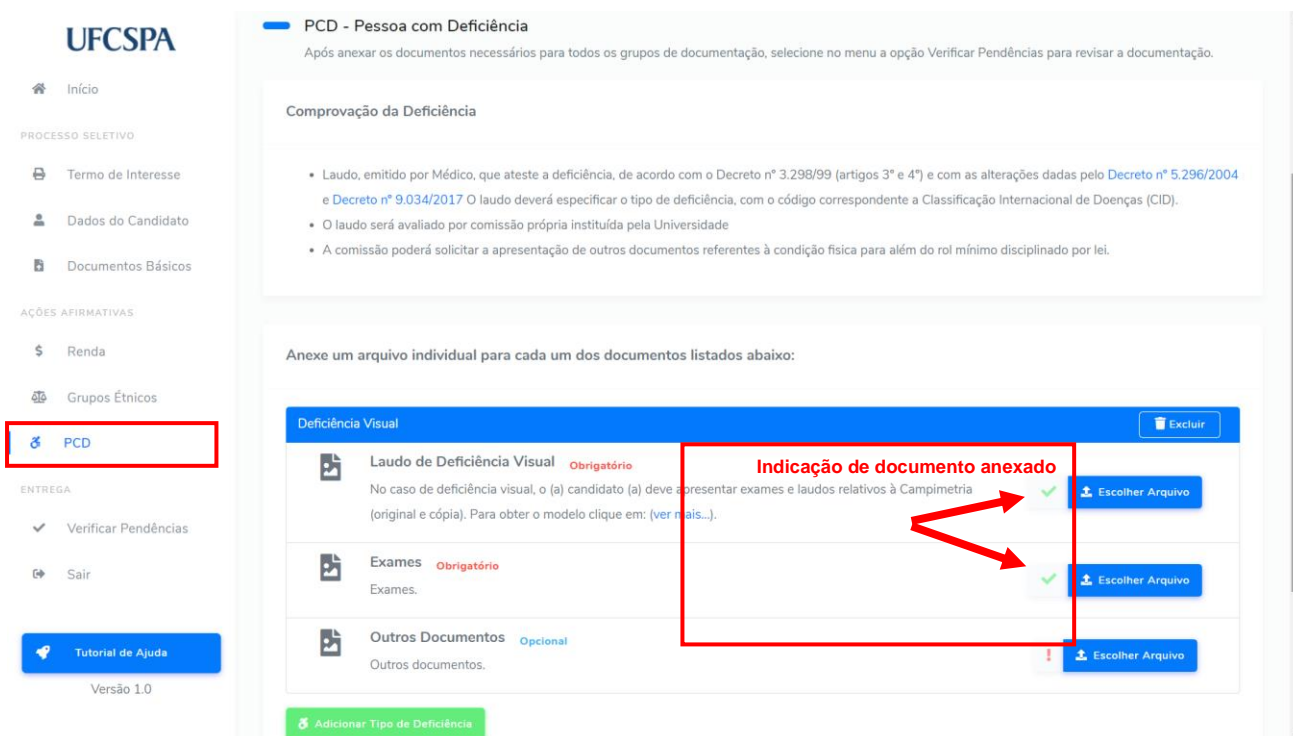 UFCSPA
Início
PROCESSO SELETIVO
Termo de Interesse
Dados do Candidato
Documentos Básicos
AÇÕES AFIRMATIVAS
Renda
Grupos Étnicos
PCD
ENTREGA
Verificar Pendências
Sair
Tutorial de Ajuda
Versão 1.0
PCD - Pessoa com Deficiência
Após anexar os documentos necessários para todos os grupos de documentação, selecione no menu a opção Verificar Pendências para revisar a documentação.
Comprovação da Deficiência
• Laudo, emitido por Médico, que ateste a deficiência, de acordo com o Decreto n° 3.298/99 (artigos 3° e 4°) e com as alterações dadas pelo Decreto n° 5.296/2004
e Decreto n° 9.034/2017 O laudo deverá especificar o tipo de deficiência, com o código correspondente a Classificação Internacional de Doenças (CID).
• O laudo será avaliado por comissão própria instituída pela Universidade
• A comissão poderá solicitar a apresentação de outros documentos referentes à condição física para além do rol mínimo disciplinado por lei.
Anexe um arquivo individual para cada um dos documentos listados abaixo:
Deficiência Visual
Excluir
Laudo de Deficiência Visual Obrigatório
Indicação de documento anexado
No caso de deficiência visual, o (a) candidato (a) deve apresentar exames e laudos relativos à Campimetria
(original e cópia). Para obter o modelo clique em: (ver mais...).
Escolher Arquivo
Exames Obrigatório
Exames.
Escolher Arquivo
Outros Documentos Opcional
Outros documentos.
! Escolher Arquivo
Adicionar Tipo de Deficiência